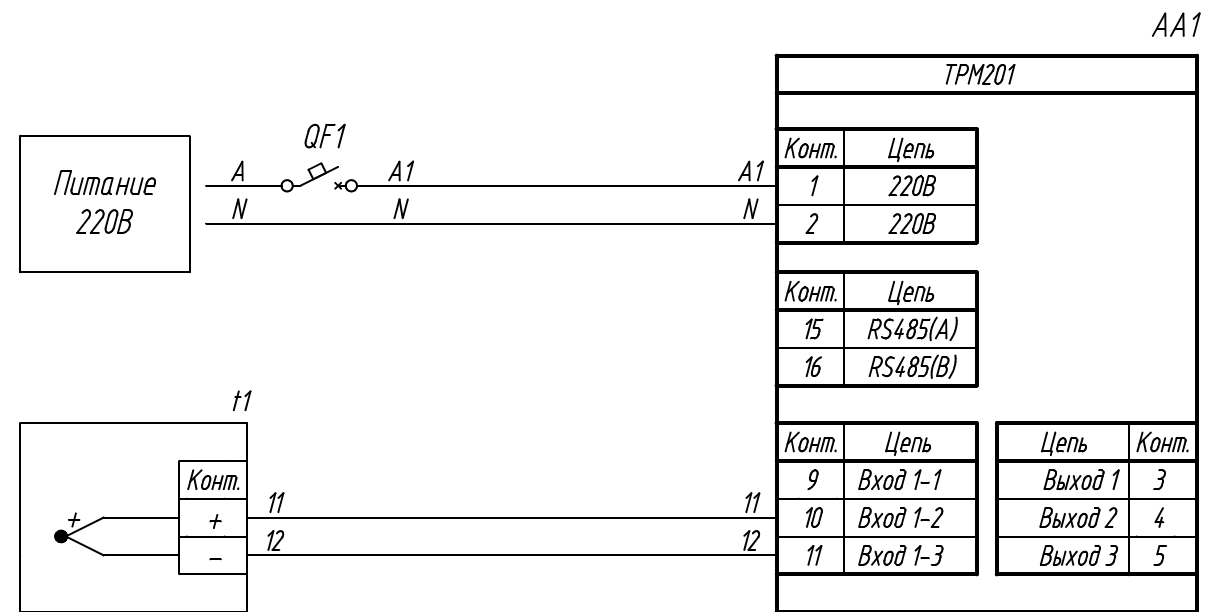 AA1
ТРМ201
QF1
Питание
220В
A
A1
A1
N
N
N
Конт. Цепь
1 220В
2 220В
Конт. Цепь
15 RS485(A)
16 RS485(B)
t1
Конт.
+
+
–
11
11
12
12
Конт. Цепь
9 Вход 1-1
10 Вход 1-2
11 Вход 1-3
Цепь Конт.
Выход 1 3
Выход 2 4
Выход 3 5